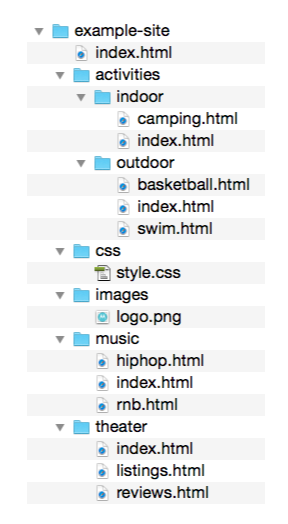 example-site
index.html
activities
indoor
camping.html
index.html
outdoor
basketball.html
index.html
swim.html
css
style.css
images
logo.png
music
hiphop.html
index.html
rnb.html
theater
index.html
listings.html
reviews.html